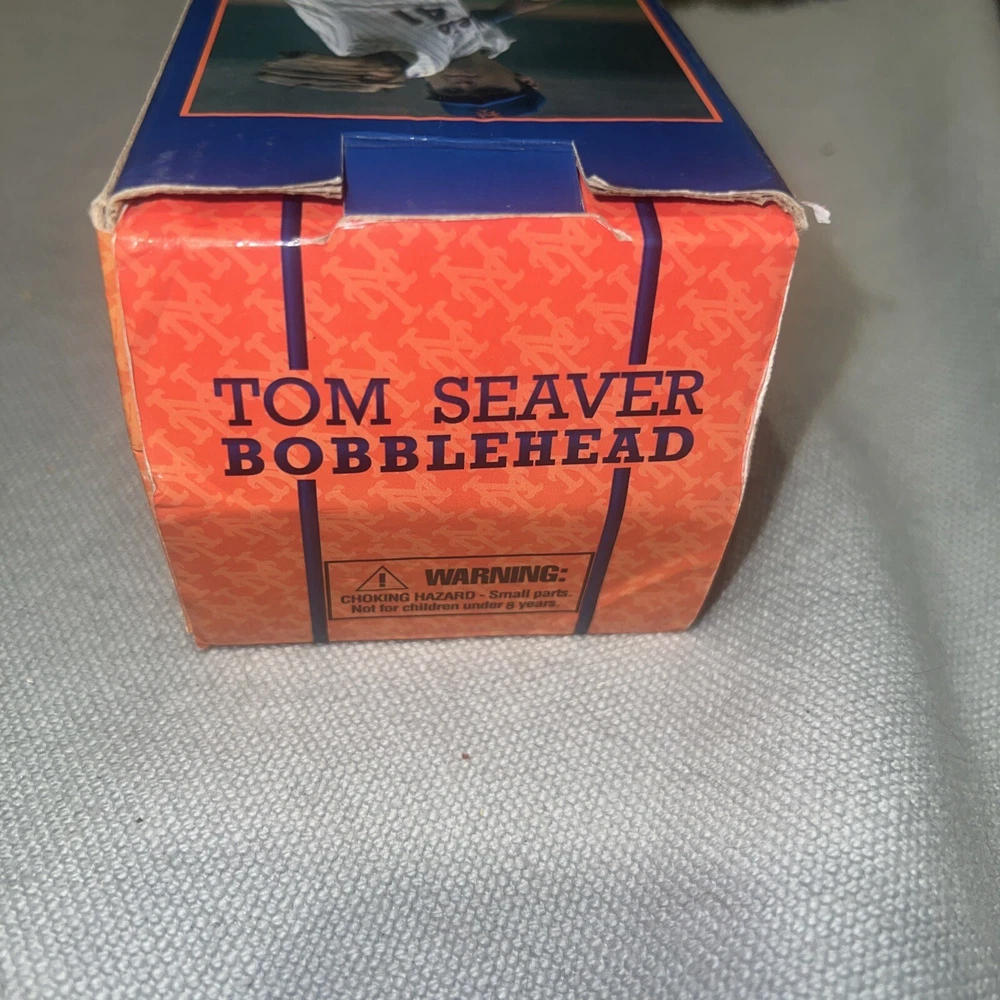 TOM SEAVER
BOBBLEHEAD
WARNING:
CHOKING HAZARD - Small parts.
Not for children under 8 years.